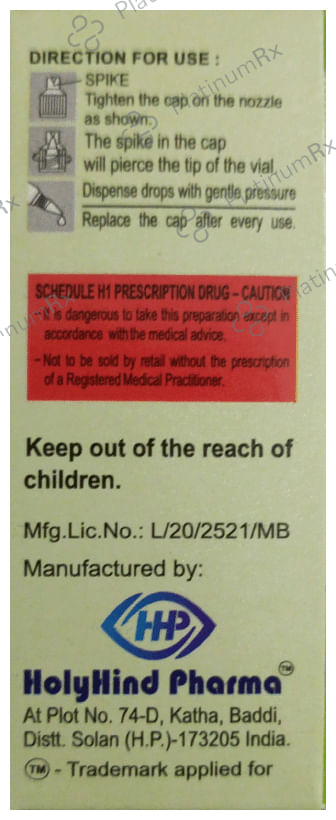 DIRECTION FOR USE :
SPIKE
Tighten the cap on the nozzle
as shown.
The spike in the cap
will pierce the tip of the vial
Dispense drops with gentle pressure
Replace the cap after every use.
SCHEDULE H1 PRESCRIPTION DRUG – CAUTION
- It is dangerous to take this preparation except in
accordance with the medical advice.
- Not to be sold by retail without the prescription
of a Registered Medical Practitioner.
Keep out of the reach of
children.
Mfg.Lic.No.: L/20/2521/MB
Manufactured by:
HHP
HolyHind Pharma TM
At Plot No. 74-D, Katha, Baddi,
Distt. Solan (H.P.)-173205 India.
TM - Trademark applied for
PlatinumRx